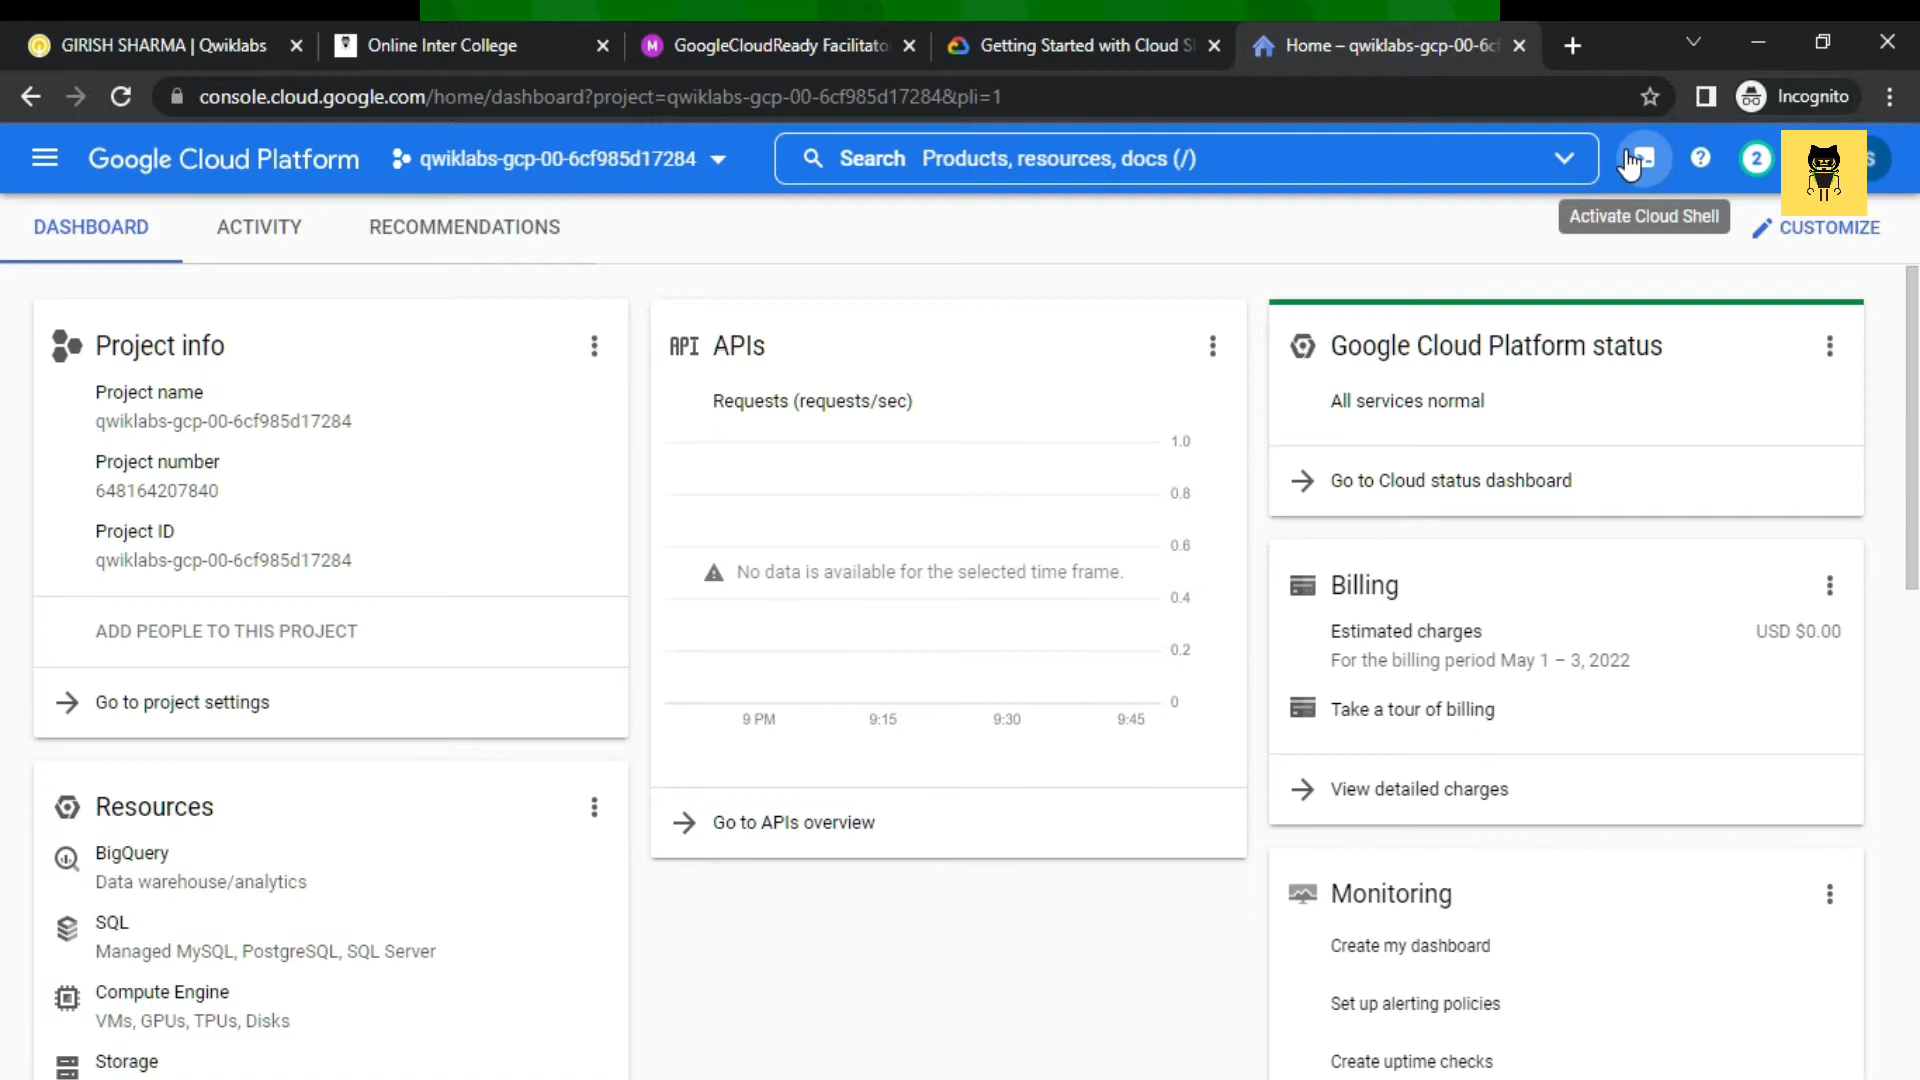 GIRISH SHARMA | Qwiklabs
Online Inter College
M GoogleCloudReady Facilitato
Getting Started with Cloud S
Home – qwiklabs-gcp-00-6cf
console.cloud.google.com/home/dashboard?project=qwiklabs-gcp-00-6cf985d17284&pli=1
Incognito
Google Cloud Platform
qwiklabs-gcp-00-6cf985d17284
Search Products, resources, docs (/)
2
S
DASHBOARD
ACTIVITY
RECOMMENDATIONS
Activate Cloud Shell
CUSTOMIZE
Project info
Project name
qwiklabs-gcp-00-6cf985d17284
Project number
648164207840
Project ID
qwiklabs-gcp-00-6cf985d17284
ADD PEOPLE TO THIS PROJECT
Go to project settings
Resources
BigQuery
Data warehouse/analytics
SQL
Managed MySQL, PostgreSQL, SQL Server
Compute Engine
VMs, GPUs, TPUs, Disks
Storage
API APIs
Requests (requests/sec)
1.0
0.8
0.6
No data is available for the selected time frame.
0.4
0.2
0
9 PM 9:15 9:30 9:45
Go to APIs overview
Google Cloud Platform status
All services normal
Go to Cloud status dashboard
Billing
Estimated charges USD $0.00
For the billing period May 1 – 3, 2022
Take a tour of billing
View detailed charges
Monitoring
Create my dashboard
Set up alerting policies
Create uptime checks